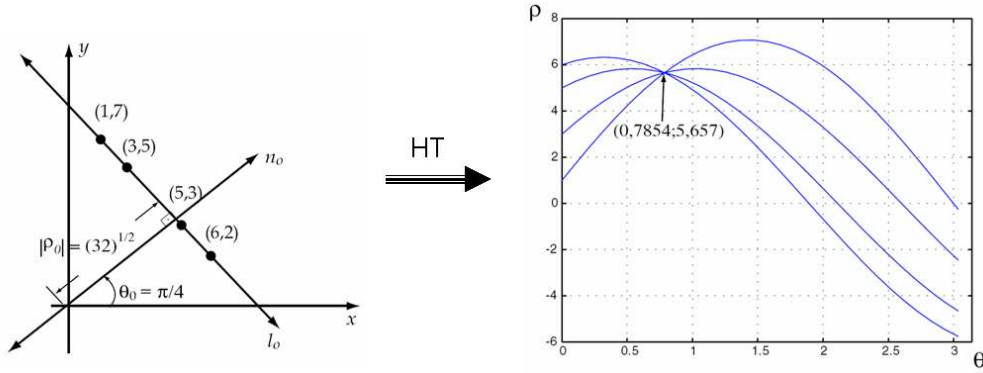 y
(1,7)
(3,5)
(5,3)
(6,2)
n₀
|ρ₀| = (32)^1/2
θ₀ = π/4
x
l₀
HT
ρ
8
6
4
2
0
-2
-4
-6
(0,7854;5,657)
0
0.5
1
1.5
2
2.5
3
θ